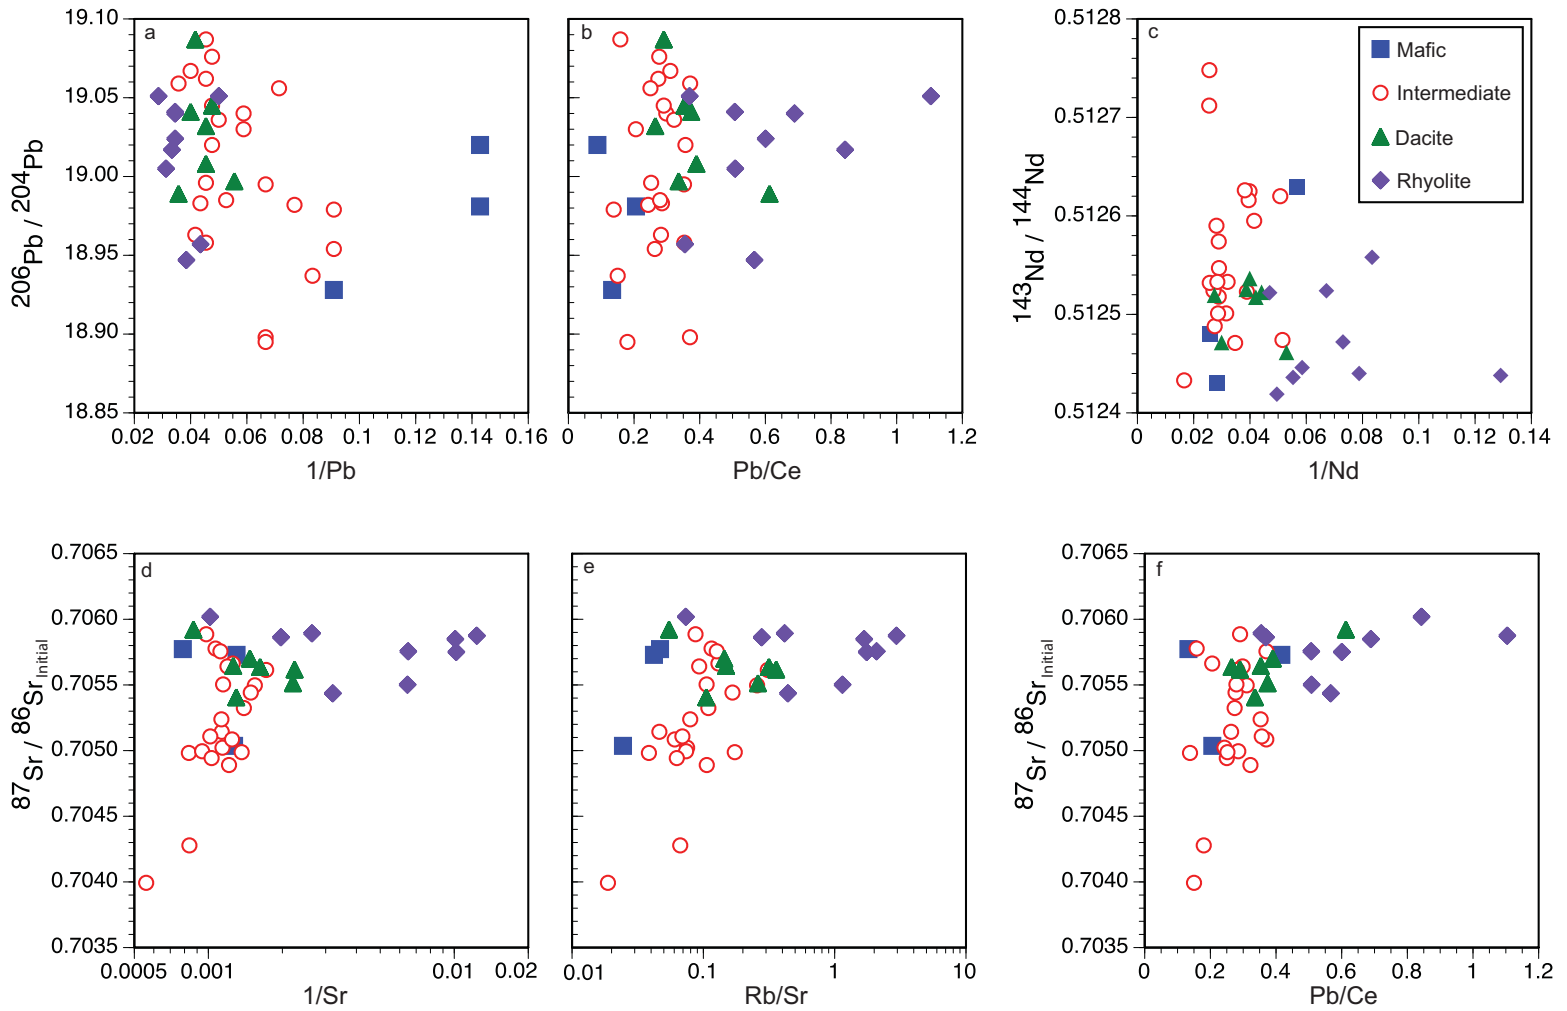 a
19.10
19.05
19.00
18.95
18.90
18.85
206Pb / 204Pb
0.02 0.04 0.06 0.08 0.1 0.12 0.14 0.16
1/Pb
b
0 0.2 0.4 0.6 0.8 1 1.2
Pb/Ce
c
0.5128
0.5127
0.5126
0.5125
0.5124
143Nd / 144Nd
0 0.02 0.04 0.06 0.08 0.1 0.12 0.14
1/Nd
Mafic
Intermediate
Dacite
Rhyolite
d
0.7065
0.7060
0.7055
0.7050
0.7045
0.7040
0.7035
87Sr / 86SrInitial
0.0005 0.001 0.01 0.02
1/Sr
e
0.01 0.1 1 10
Rb/Sr
f
0.7065
0.7060
0.7055
0.7050
0.7045
0.7040
0.7035
87Sr / 86SrInitial
0 0.2 0.4 0.6 0.8 1 1.2
Pb/Ce